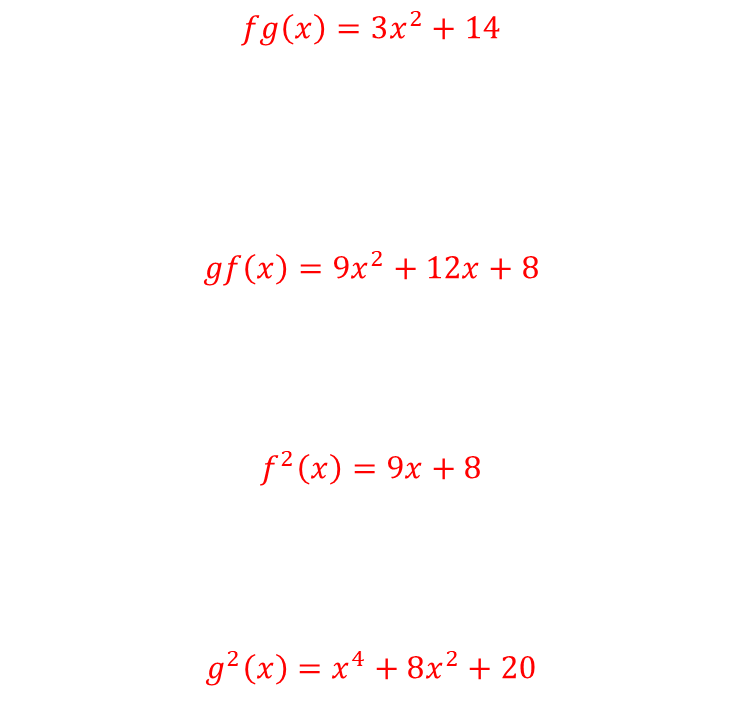 fg(x) = 3x² + 14
gf(x) = 9x² + 12x + 8
f²(x) = 9x + 8
g²(x) = x⁴ + 8x² + 20